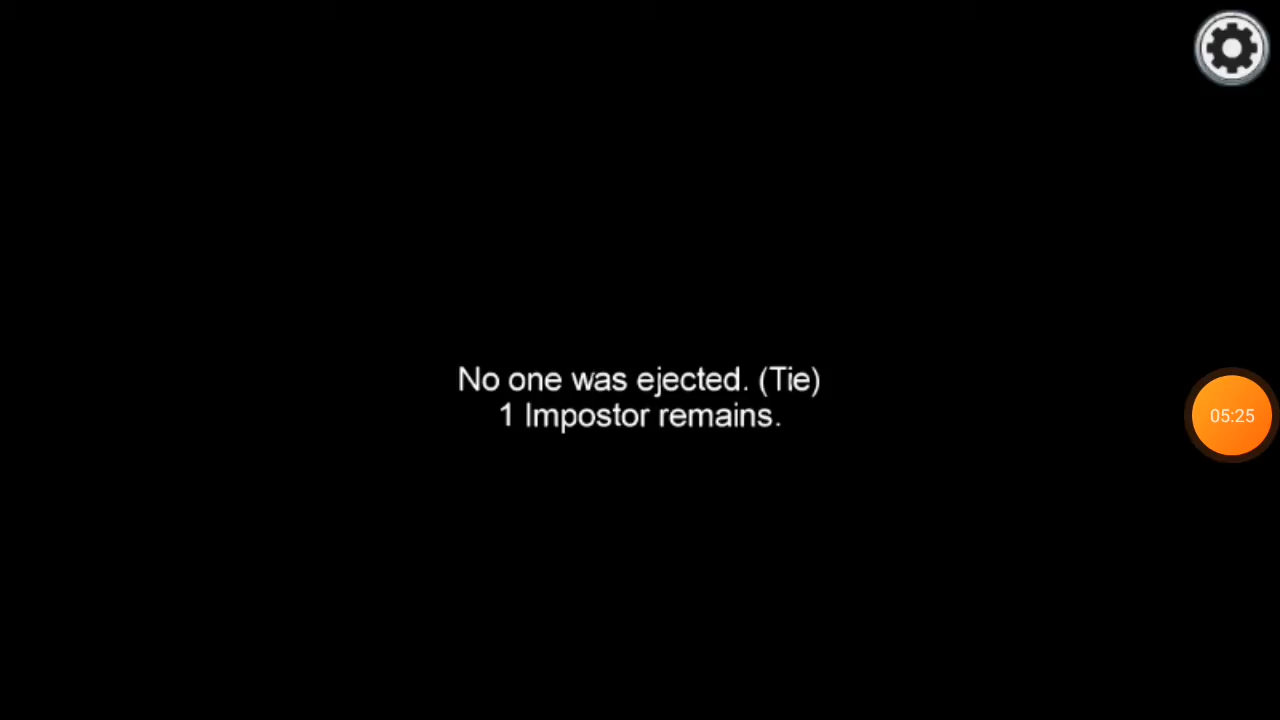 No one was ejected. (Tie)
1 Impostor remains.
05:25